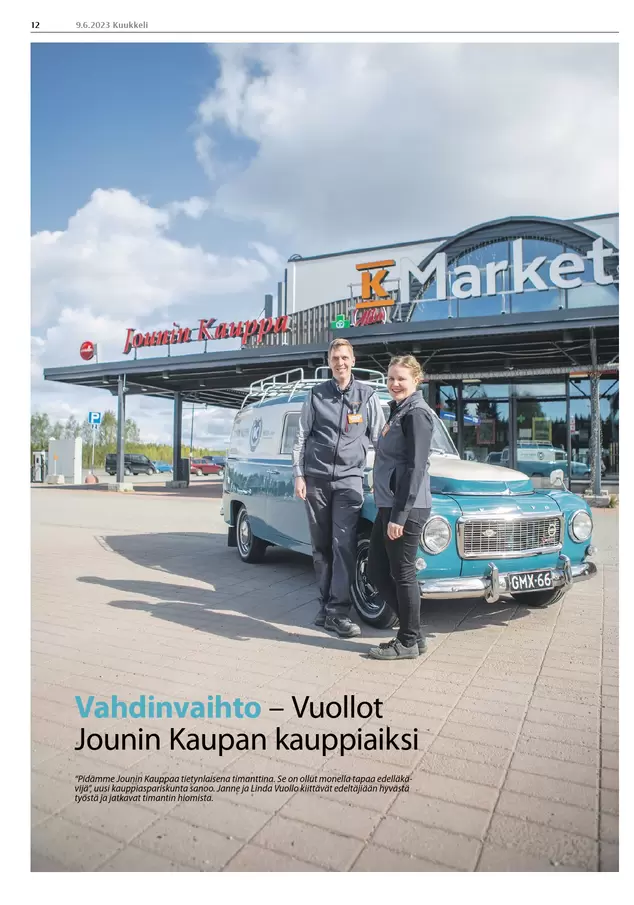 12 9.6.2023 Kuukkeli
K Market
Jounin Kauppa
P
GMX-66
Vahdinvaihto – Vuollot
Jounin Kaupan kauppiaiksi
"Pidämme Jounin Kauppaa tietynlaisena timanttina. Se on ollut monella tapaa edelläkä-
vijä", uusi kauppiaspariskunta sanoo. Janne ja Linda Vuollo kiittävät edeltäjiään hyvästä
työstä ja jatkavat timantin hiomista.